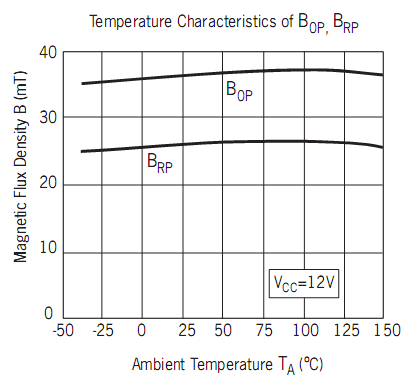 Temperature Characteristics of BOP, BRP
Magnetic Flux Density B (mT)
40
30
20
10
0
BOP
BRP
VCC=12V
-50 -25 0 25 50 75 100 125 150
Ambient Temperature TA (ºC)